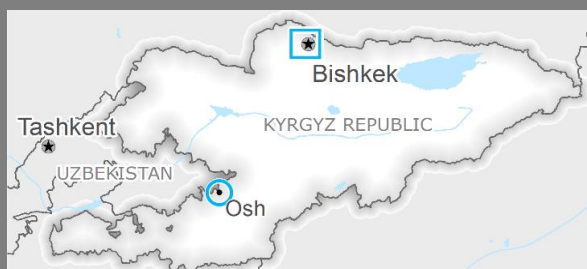 Bishkek
KYRGYZ REPUBLIC
Tashkent
UZBEKISTAN
Osh